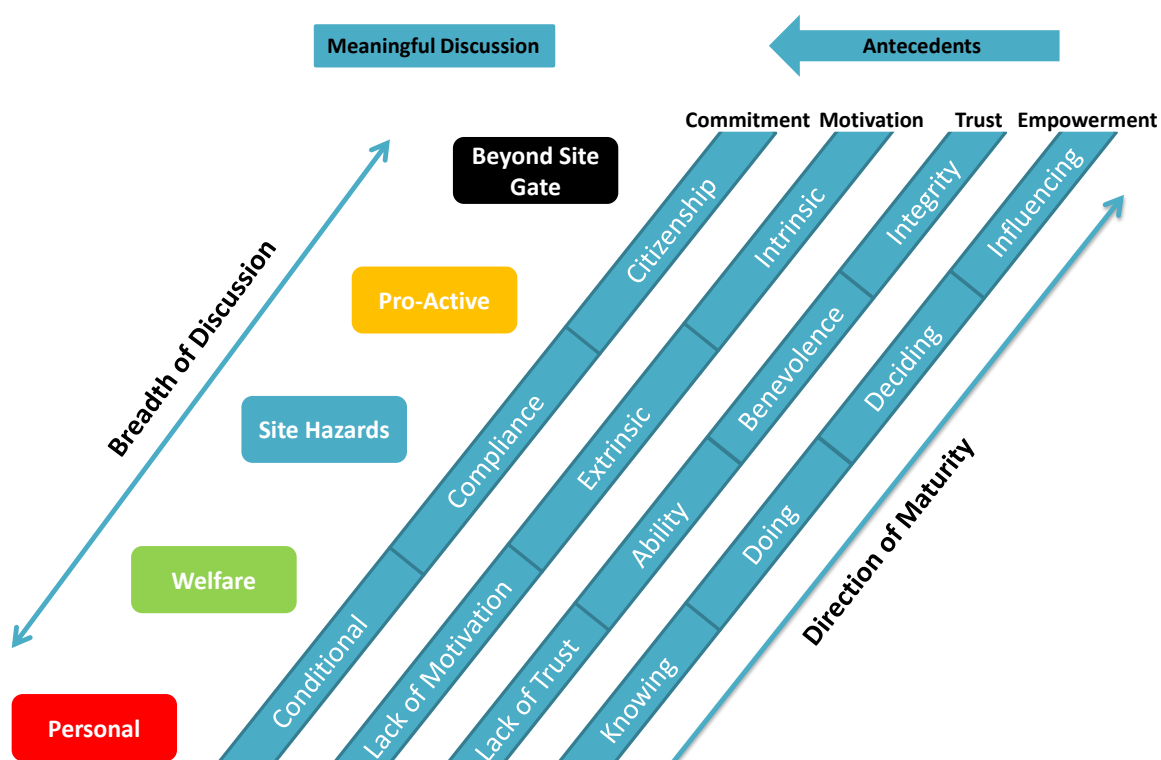 Meaningful Discussion
Antecedents
Commitment
Motivation
Trust
Empowerment
Beyond Site
Gate
Pro-Active
Site Hazards
Welfare
Personal
Breadth of Discussion
Citizenship
Compliance
Conditional
Intrinsic
Extrinsic
Lack of Motivation
Integrity
Benevolence
Ability
Lack of Trust
Influencing
Deciding
Doing
Knowing
Direction of Maturity